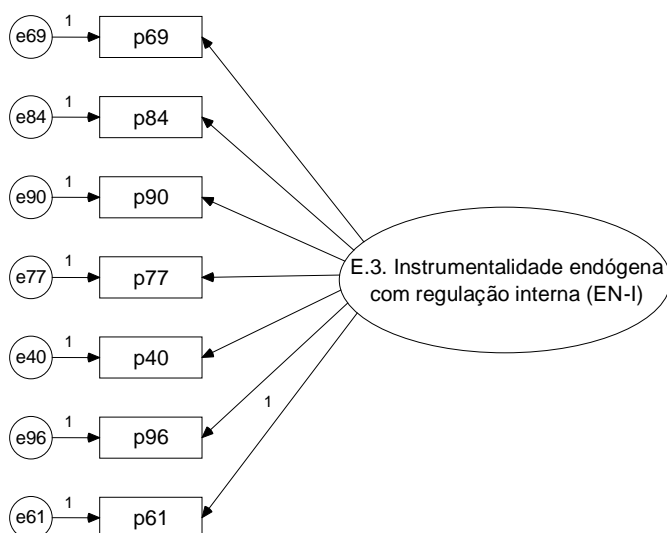 e69
1
p69
e84
1
p84
e90
1
p90
E.3. Instrumentalidade endógena
com regulação interna (EN-I)
e77
1
p77
e40
1
p40
e96
1
p96
1
e61
1
p61